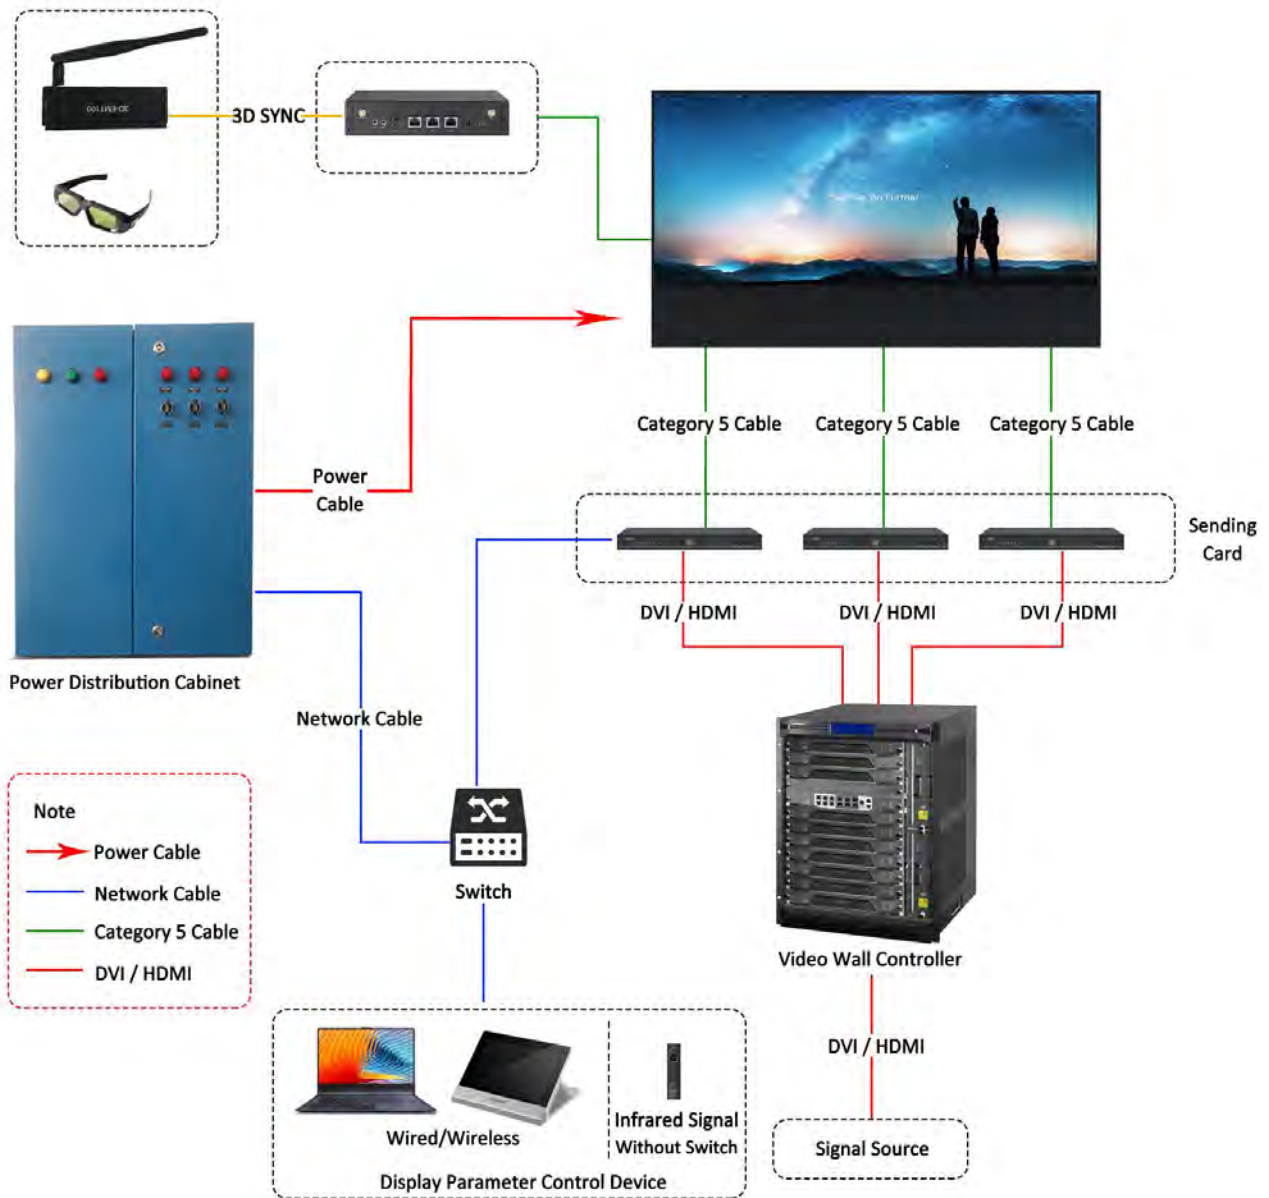 3D-EMT100
3D SYNC
Category 5 Cable
Category 5 Cable
Category 5 Cable
Power
Cable
Sending
Card
DVI / HDMI
DVI / HDMI
DVI / HDMI
Power Distribution Cabinet
Network Cable
Note
Power Cable
Network Cable
Category 5 Cable
DVI / HDMI
Switch
Video Wall Controller
DVI / HDMI
Infrared Signal
Without Switch
Wired/Wireless
Signal Source
Display Parameter Control Device